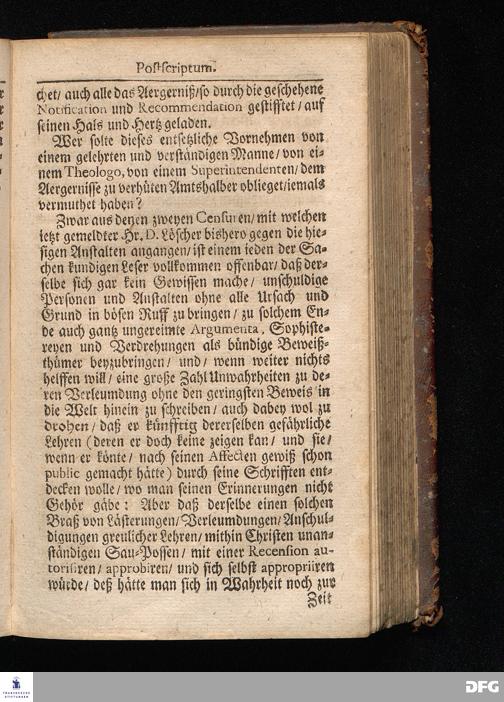 Postscriptum.
chet/ auch alle das Aergerniß/so durch die geschehene
Notification und Recommendation gestifftet/ auf
seinen Hals und Hertz geladen.
Wer solte dieses entsetzliche Vornehmen von
einem gelehrten und verständigen Manne/ von ei-
nem Theologo, von einem Superintendenten/ dem
Aergernisse zu verhüten Amtshalber oblieget/iemals
vermuthet haben?
Zwar aus denen zweyen Censuren/ mit welchen
ietzt gemeldter Hr. D. Löscher bishero gegen die hie-
sigen Anstalten angangen/ ist einem ieden der Sa-
chen kundigen Leser vollkommen offenbar/ daß der-
selbe sich gar kein Gewissen mache/ unschuldige
Personen und Anstalten ohne alle Ursach und
Grund in bösen Ruff zu bringen/ zu solchem En-
de auch gantz ungereimte Argumenta, Sophiste-
reyen und Verdrehungen als bündige Beweiß-
thümer beyzubringen/ und/ wenn weiter nichts
helffen will/ eine große Zahl Unwahrheiten zu de-
ren Verleumdung ohne den geringsten Beweis in
die Welt hinein zu schreiben/ auch dabey wol zu
drohen/ daß er künfftig dererselben gefährliche
Lehren (deren er doch keine zeigen kan/ und sie/
wenn er könte/ nach seinen Affecten gewiß schon
public gemacht hätte) durch seine Schrifften ent-
decken wolle/ wo man seinen Erinnerungen nicht
Gehör gäbe: Aber daß derselbe einen solchen
Braß von Lästerungen/ Verleumdungen/ Anschul-
digungen greulicher Lehren/ mithin Christen unan-
ständigen Sau-Possen/ mit einer Recension au-
torisiren/ approbiren/ und sich selbst appropriiren
würde/ deß hätte man sich in Wahrheit noch zur
Zeit
FRANCKESCHE
STIFTUNGEN
DFG